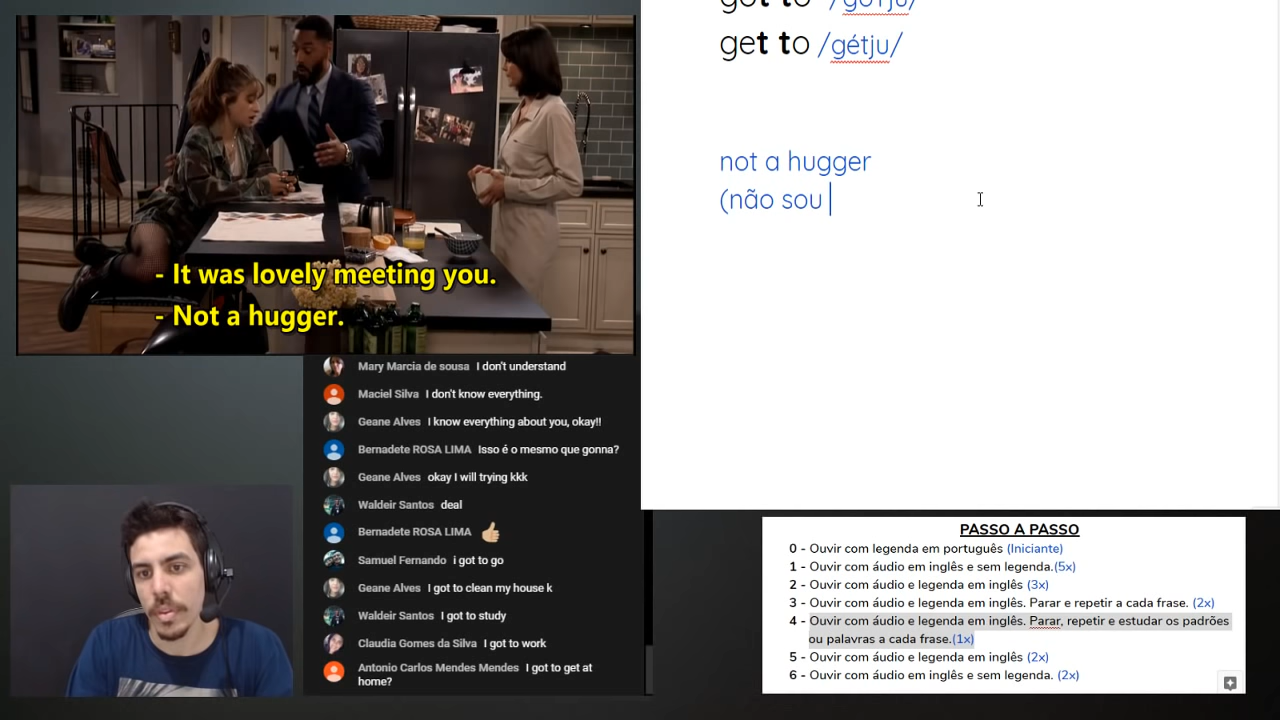 got to /gótju/
get to /gétju/
not a hugger
(não sou
- It was lovely meeting you.
- Not a hugger.
Mary Marcia de sousa I don't understand
Maciel Silva I don't know everything.
Geane Alves I know everything about you, okay!!
Bernadete ROSA LIMA Isso é o mesmo que gonna?
Geane Alves okay I will trying kkk
Waldeir Santos deal
Bernadete ROSA LIMA
Samuel Fernando i got to go
Geane Alves I got to clean my house k
Waldeir Santos I got to study
Claudia Gomes da Silva I got to work
Antonio Carlos Mendes Mendes I got to get at
home?
PASSO A PASSO
0 - Ouvir com legenda em português (Iniciante)
1 - Ouvir com áudio em inglês e sem legenda.(5x)
2 - Ouvir com áudio e legenda em inglês (3x)
3 - Ouvir com áudio e legenda em inglês. Parar e repetir a cada frase. (2x)
4 - Ouvir com áudio e legenda em inglês. Parar, repetir e estudar os padrões
ou palavras a cada frase.(1x)
5 - Ouvir com áudio e legenda em inglês (2x)
6 - Ouvir com áudio em inglês e sem legenda. (2x)